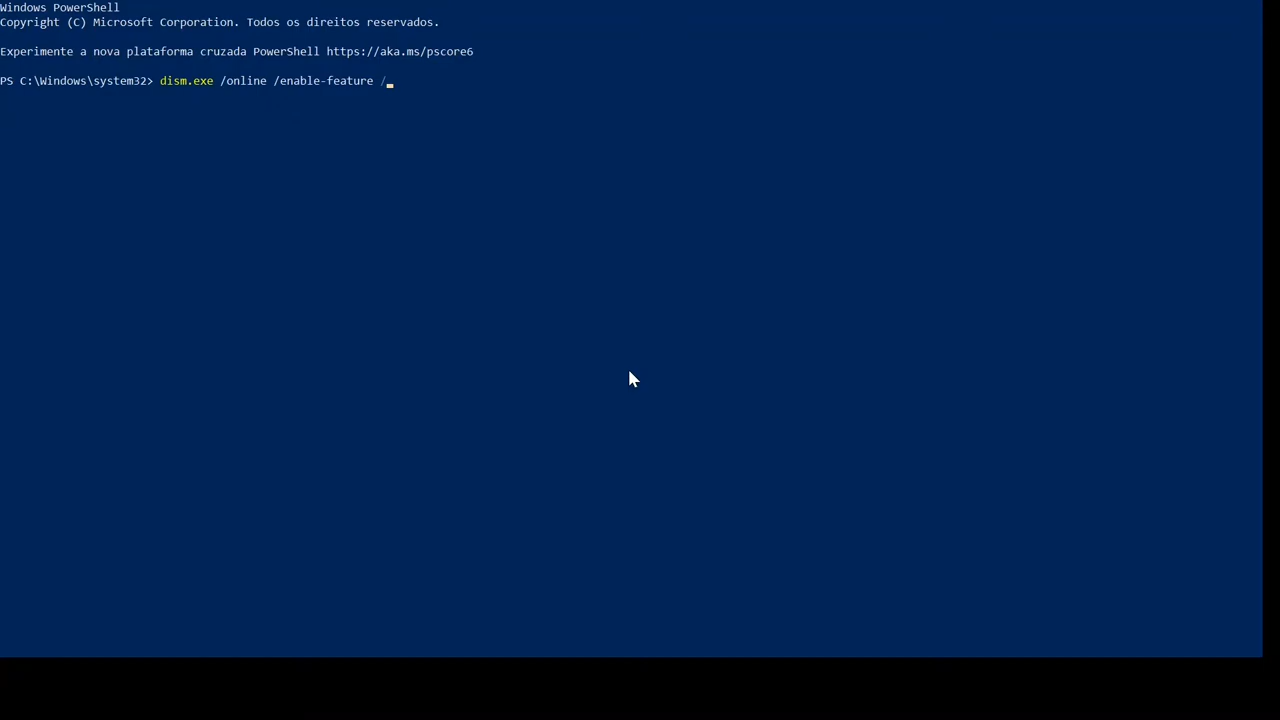 Windows PowerShell
Copyright (C) Microsoft Corporation. Todos os direitos reservados.
Experimente a nova plataforma cruzada PowerShell https://aka.ms/pscore6
PS C:\Windows\system32> dism.exe /online /enable-feature /